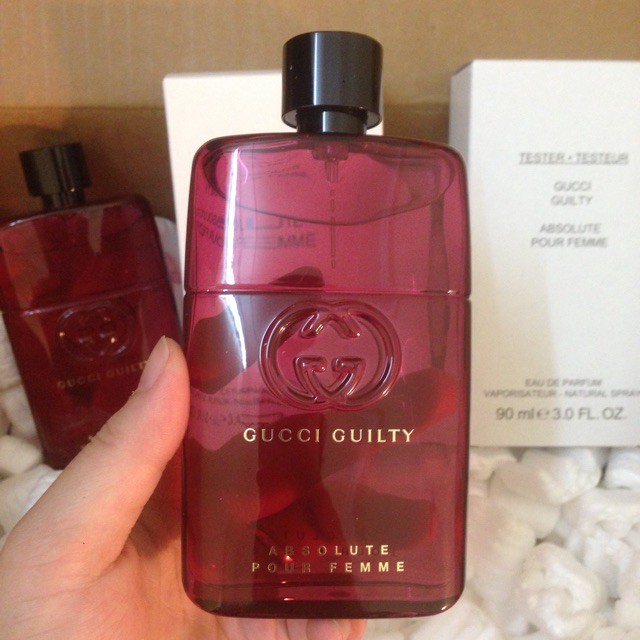 GUCCI GUILTY
ABSOLUTE
POUR FEMME
GUCCI GUILTY
TESTER • TESTEUR
GUCCI
GUILTY
ABSOLUTE
POUR FEMME
EAU DE PARFUM
VAPORISATEUR - NATURAL SPRAY
90 ml e 3.0 FL. OZ.